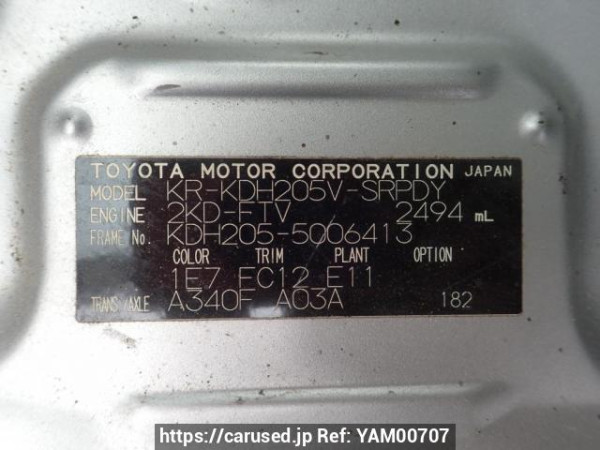 TOYOTA MOTOR CORPORATION JAPAN
MODEL KR-KDH205V-SRPDY
ENGINE 2KD-FTV 2494 mL
FRAME No. KDH205-5006413
COLOR TRIM PLANT OPTION
1E7 FC12 E11
TRANS/AXLE A340F A03A 182
https://carused.jp Ref: YAM00707